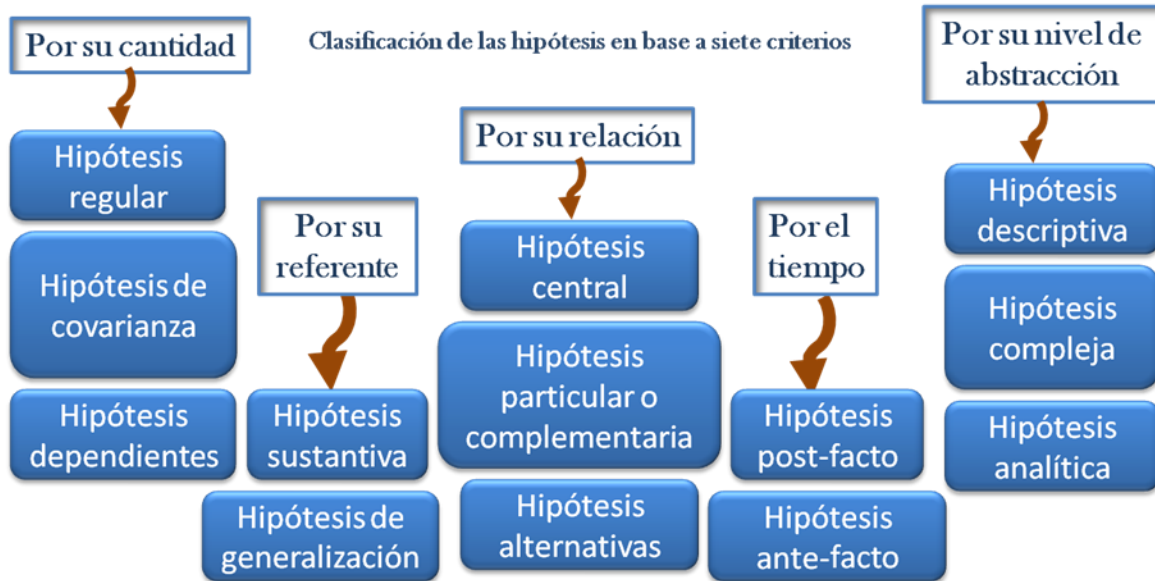 Clasificación de las hipótesis en base a siete criterios
Por su cantidad
Hipótesis
regular
Hipótesis de
covarianza
Hipótesis
dependientes
Por su
referente
Hipótesis
sustantiva
Hipótesis de
generalización
Por su relación
Hipótesis
central
Hipótesis
particular o
complementaria
Hipótesis
alternativas
Por el
tiempo
Hipótesis
post-facto
Hipótesis
ante-facto
Por su nivel de
abstracción
Hipótesis
descriptiva
Hipótesis
compleja
Hipótesis
analítica